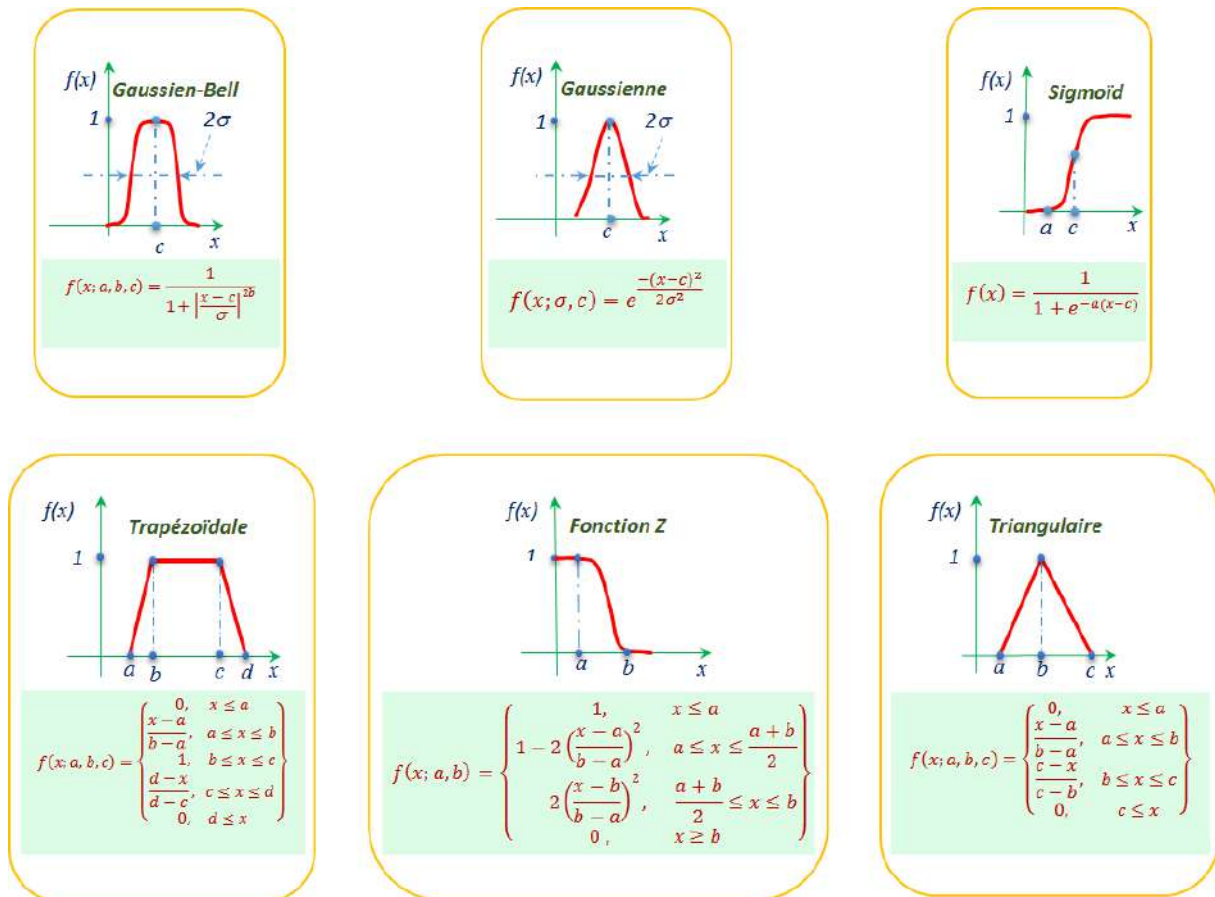 f(x)
Gaussien-Bell
1
2σ
c
x
f(x; a, b, c) = 1 / (1 + |(x − c)/σ|^2b)
f(x)
Gaussienne
1
2σ
c
x
f(x; σ, c) = e^(−(x−c)²/2σ²)
f(x)
Sigmoïd
1
a
c
x
f(x) = 1 / (1 + e^−a(x−c))
f(x)
Trapézoïdale
1
a
b
c
d
x
f(x; a, b, c) =
0, x ≤ a
(x − a)/(b − a), a ≤ x ≤ b
1, b ≤ x ≤ c
(d − x)/(d − c), c ≤ x ≤ d
0, d ≤ x
f(x)
Fonction Z
1
a
b
x
f(x; a, b) =
1, x ≤ a
1 − 2((x − a)/(b − a))², a ≤ x ≤ (a + b)/2
2((x − b)/(b − a))², (a + b)/2 ≤ x ≤ b
0, x ≥ b
f(x)
Triangulaire
1
a
b
c
x
f(x; a, b, c) =
0, x ≤ a
(x − a)/(b − a), a ≤ x ≤ b
(c − x)/(c − b), b ≤ x ≤ c
0, c ≤ x